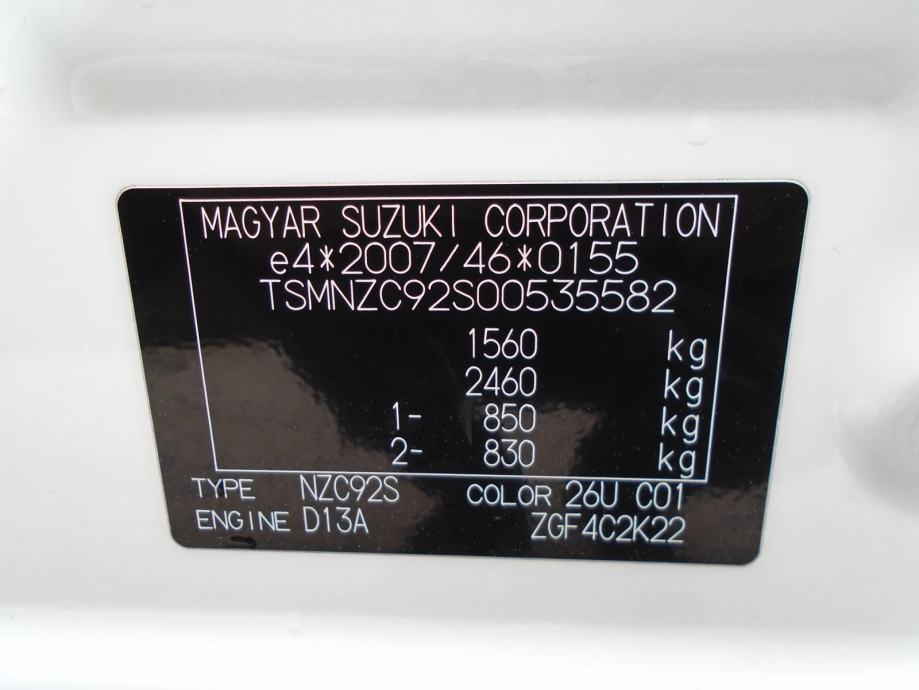 MAGYAR SUZUKI CORPORATION
e4*2007/46*0155
TSMNZC92S00535582
1560 kg
2460 kg
1- 850 kg
2- 830 kg
TYPE NZC92S COLOR 26U C01
ENGINE D13A ZGF4C2K22